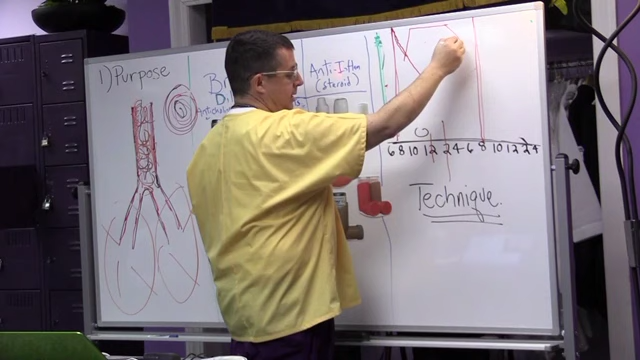 1) Purpose
Anti-Inflam
(steroid)
6 8 10 12 2 4 6 8 10 12 2 4
Technique